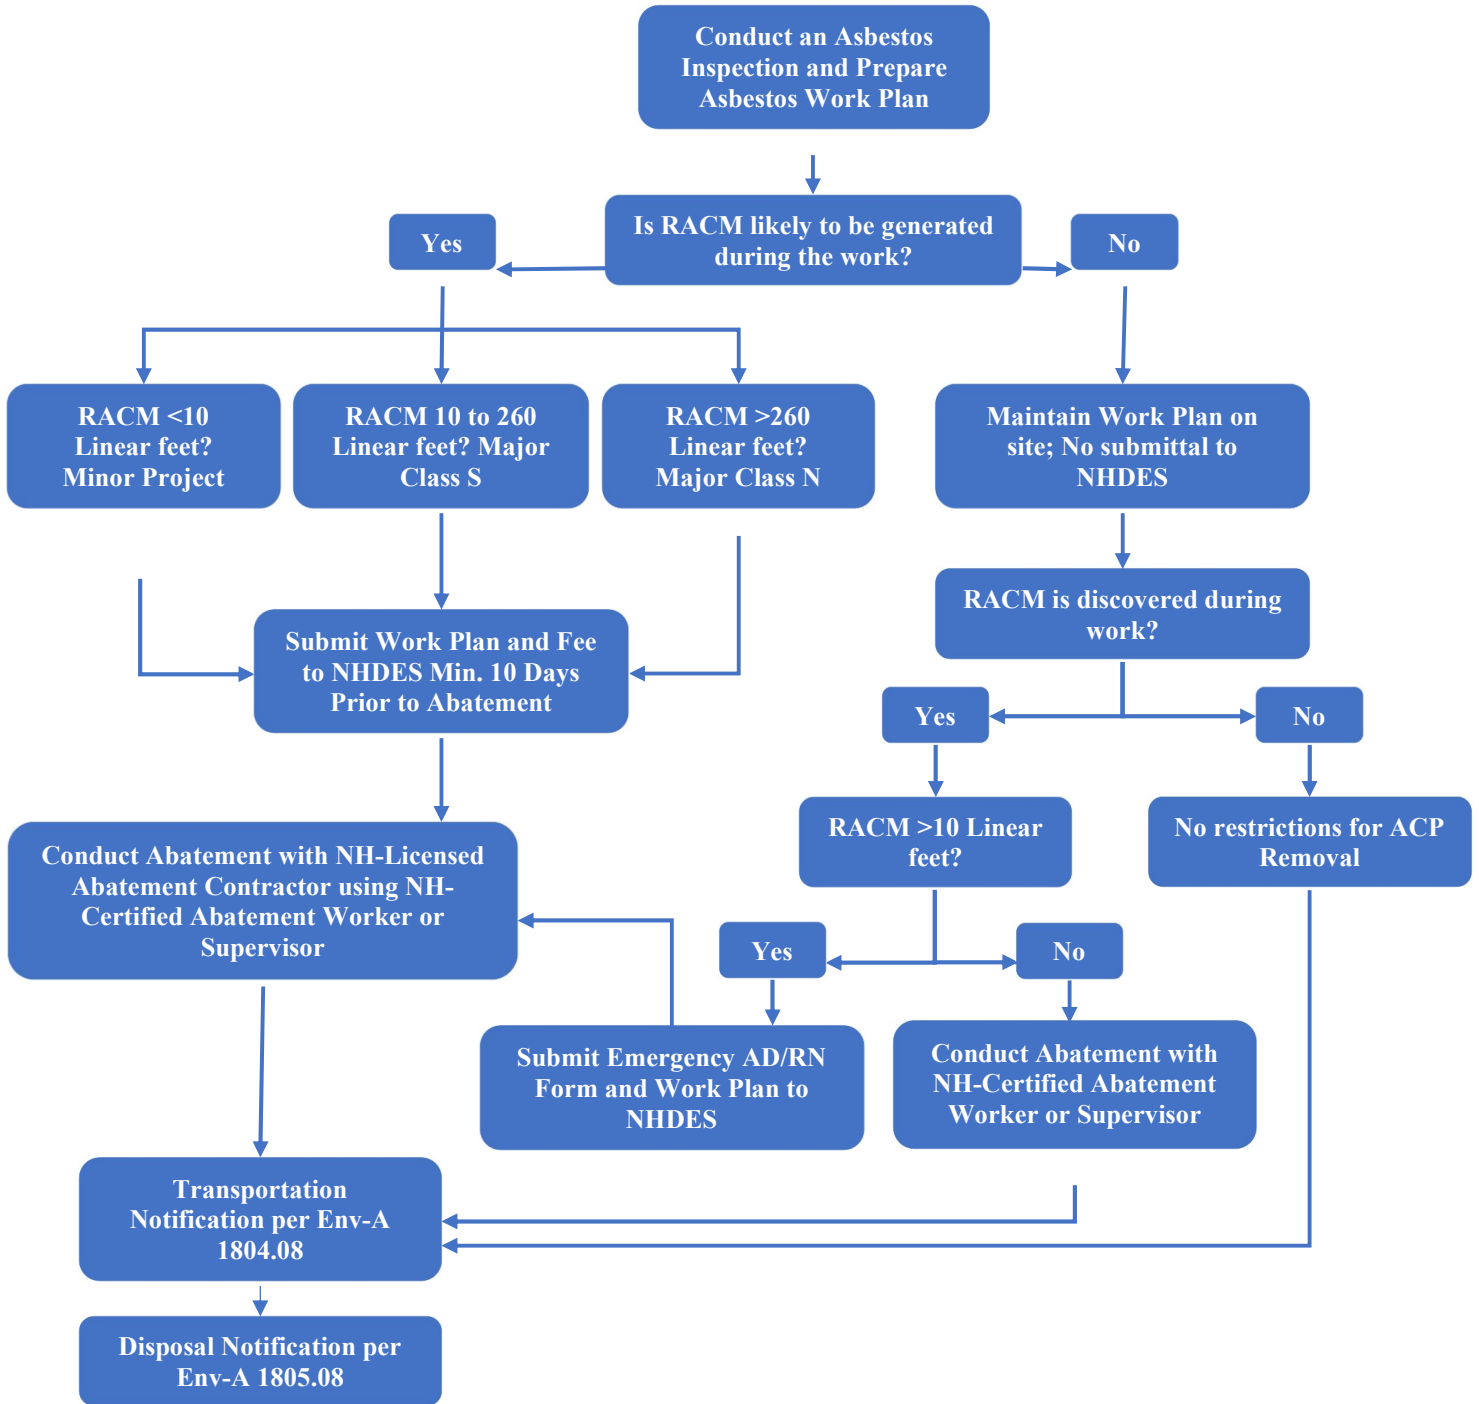 Conduct an Asbestos
Inspection and Prepare
Asbestos Work Plan
Is RACM likely to be generated
during the work?
Yes
No
RACM <10
Linear feet?
Minor Project
RACM 10 to 260
Linear feet? Major
Class S
RACM >260
Linear feet?
Major Class N
Maintain Work Plan on
site; No submittal to
NHDES
RACM is discovered during
work?
Submit Work Plan and Fee
to NHDES Min. 10 Days
Prior to Abatement
Yes
No
RACM >10 Linear
feet?
No restrictions for ACP
Removal
Conduct Abatement with NH-Licensed
Abatement Contractor using NH-
Certified Abatement Worker or
Supervisor
Yes
No
Submit Emergency AD/RN
Form and Work Plan to
NHDES
Conduct Abatement with
NH-Certified Abatement
Worker or Supervisor
Transportation
Notification per Env-A
1804.08
Disposal Notification per
Env-A 1805.08